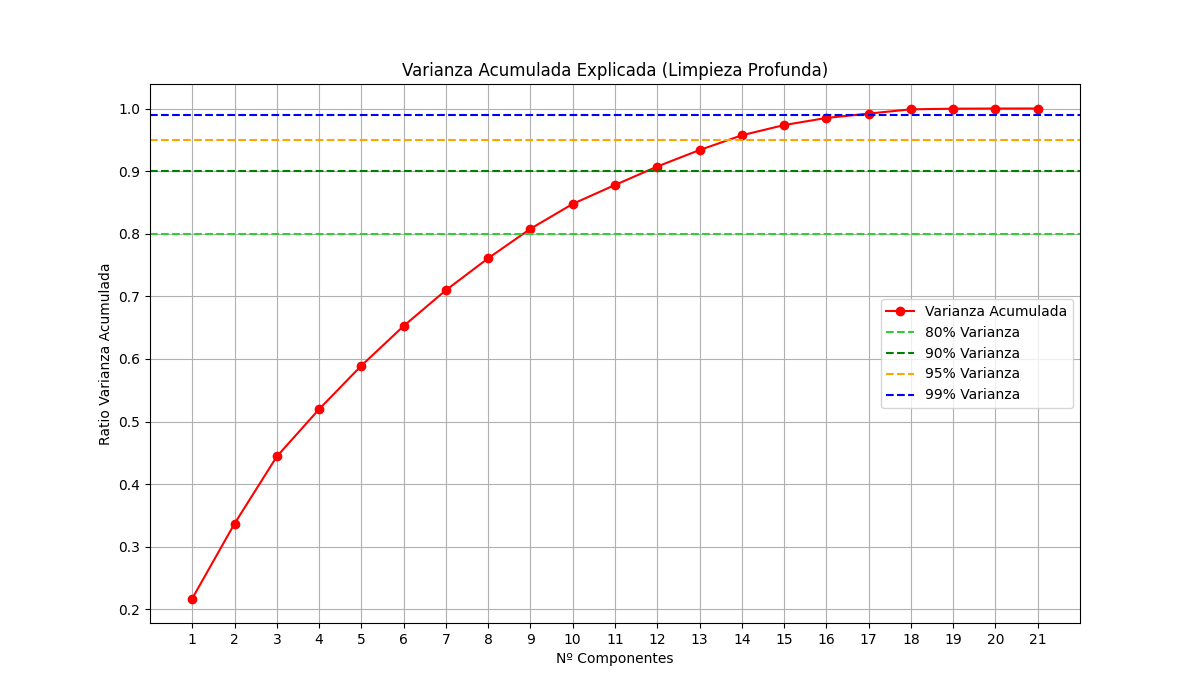 Varianza Acumulada Explicada (Limpieza Profunda)
Ratio Varianza Acumulada
1.0
0.9
0.8
0.7
0.6
0.5
0.4
0.3
0.2
Varianza Acumulada
80% Varianza
90% Varianza
95% Varianza
99% Varianza
1 2 3 4 5 6 7 8 9 10 11 12 13 14 15 16 17 18 19 20 21
Nº Componentes